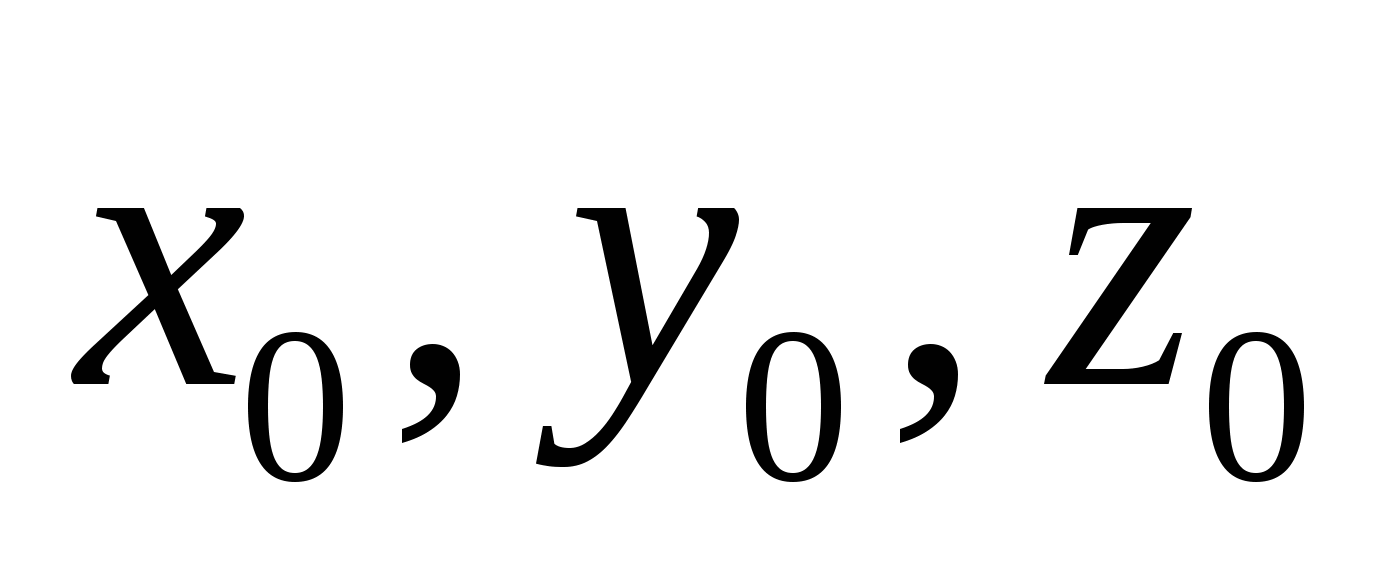 x₀, y₀, z₀